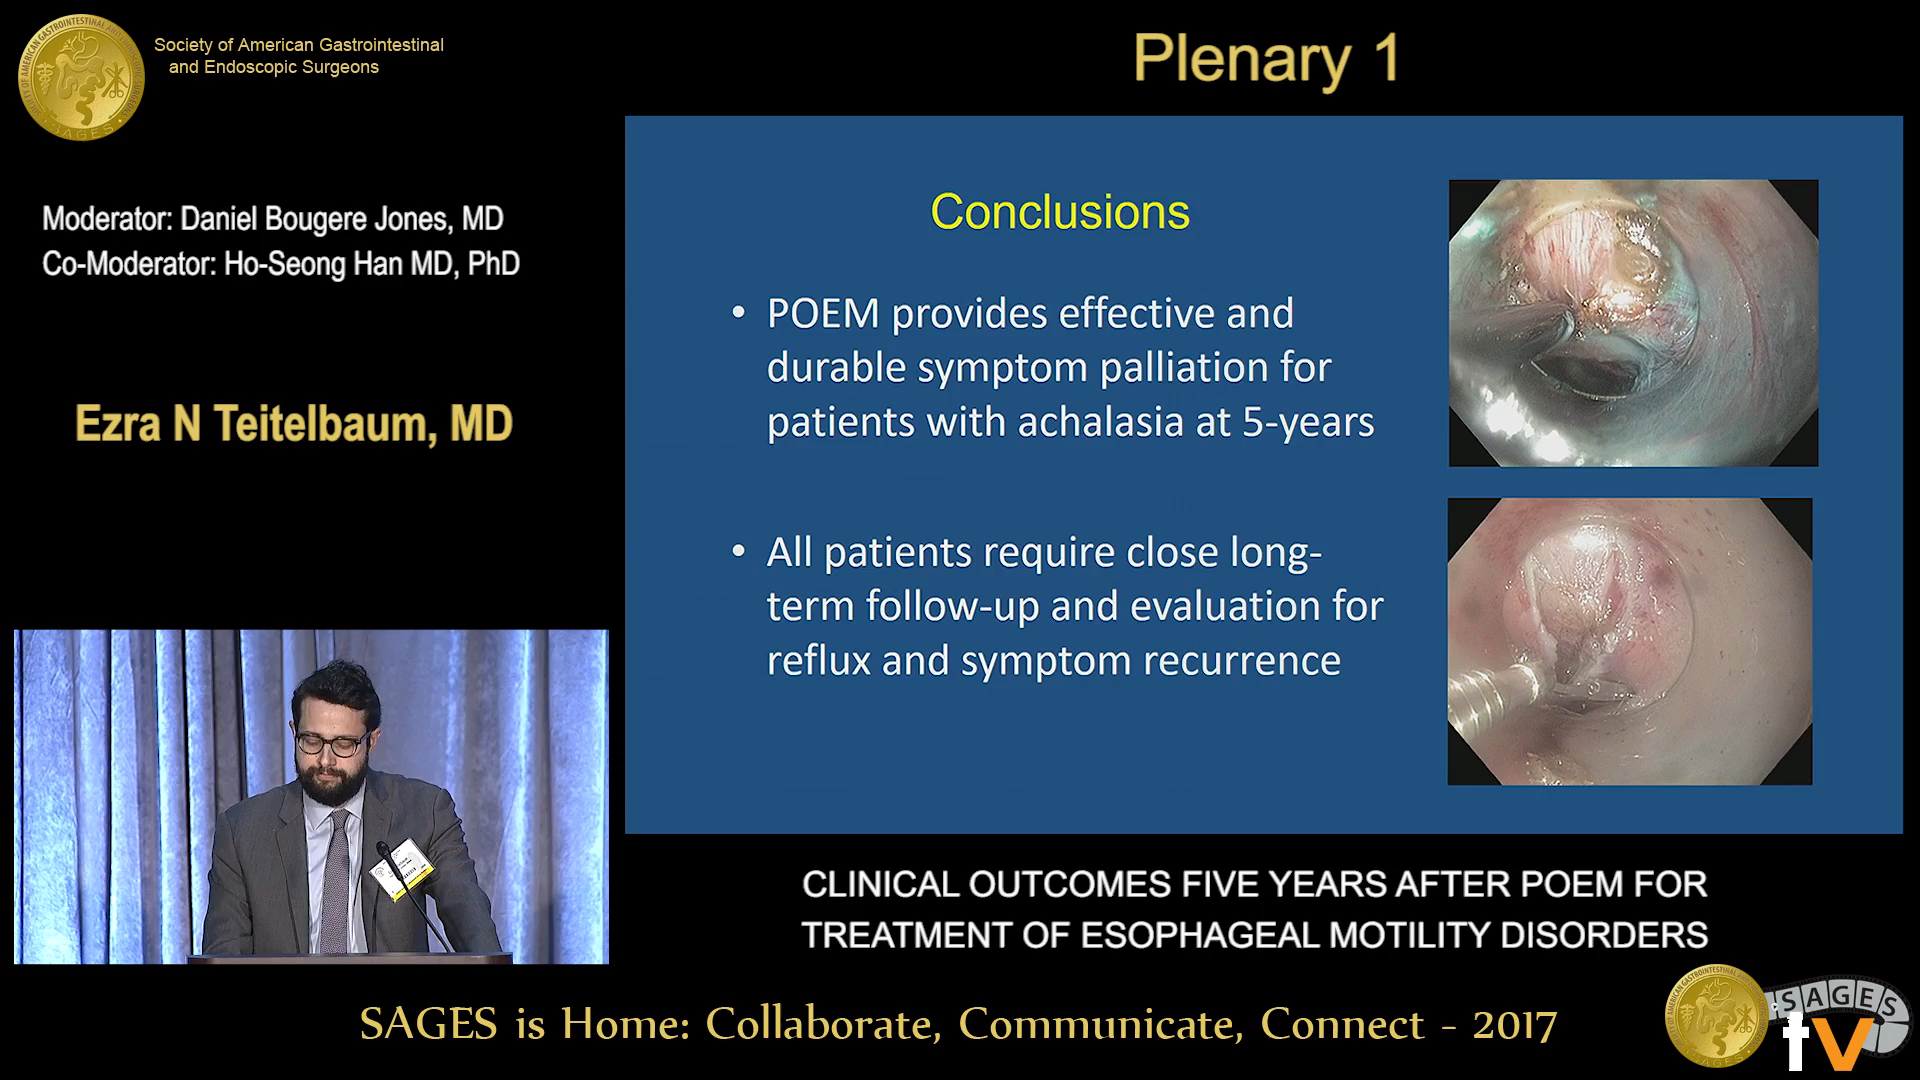 Society of American Gastrointestinal
and Endoscopic Surgeons
Plenary 1
Moderator: Daniel Bougere Jones, MD
Co-Moderator: Ho-Seong Han MD, PhD
Ezra N Teitelbaum, MD
Conclusions
• POEM provides effective and
durable symptom palliation for
patients with achalasia at 5-years
• All patients require close long-
term follow-up and evaluation for
reflux and symptom recurrence
CLINICAL OUTCOMES FIVE YEARS AFTER POEM FOR
TREATMENT OF ESOPHAGEAL MOTILITY DISORDERS
SAGES is Home: Collaborate, Communicate, Connect - 2017
SAGES
tv